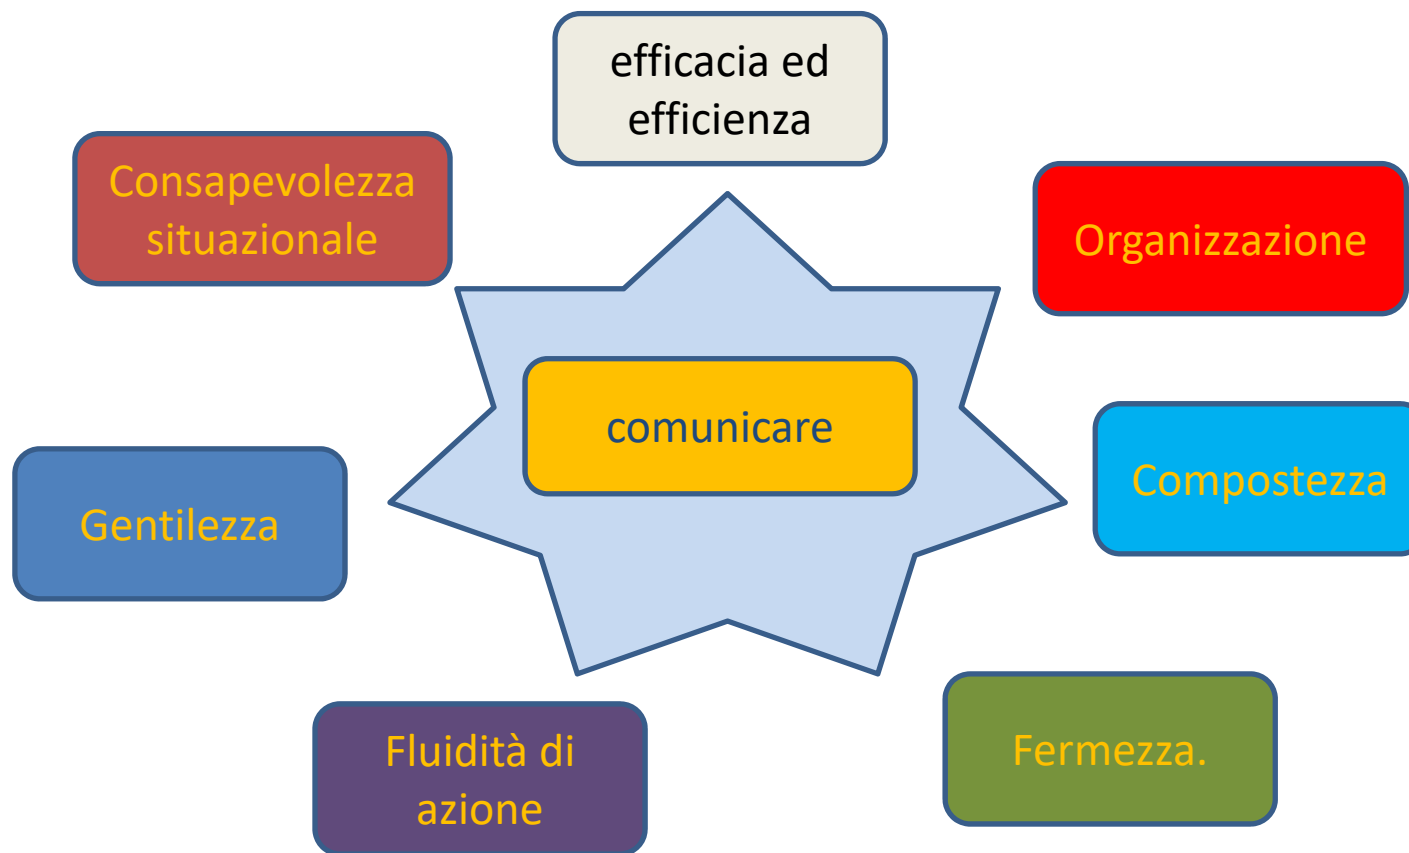 efficacia ed
efficienza
Consapevolezza
situazionale
Organizzazione
comunicare
Compostezza
Gentilezza
Fluidità di
azione
Fermezza.